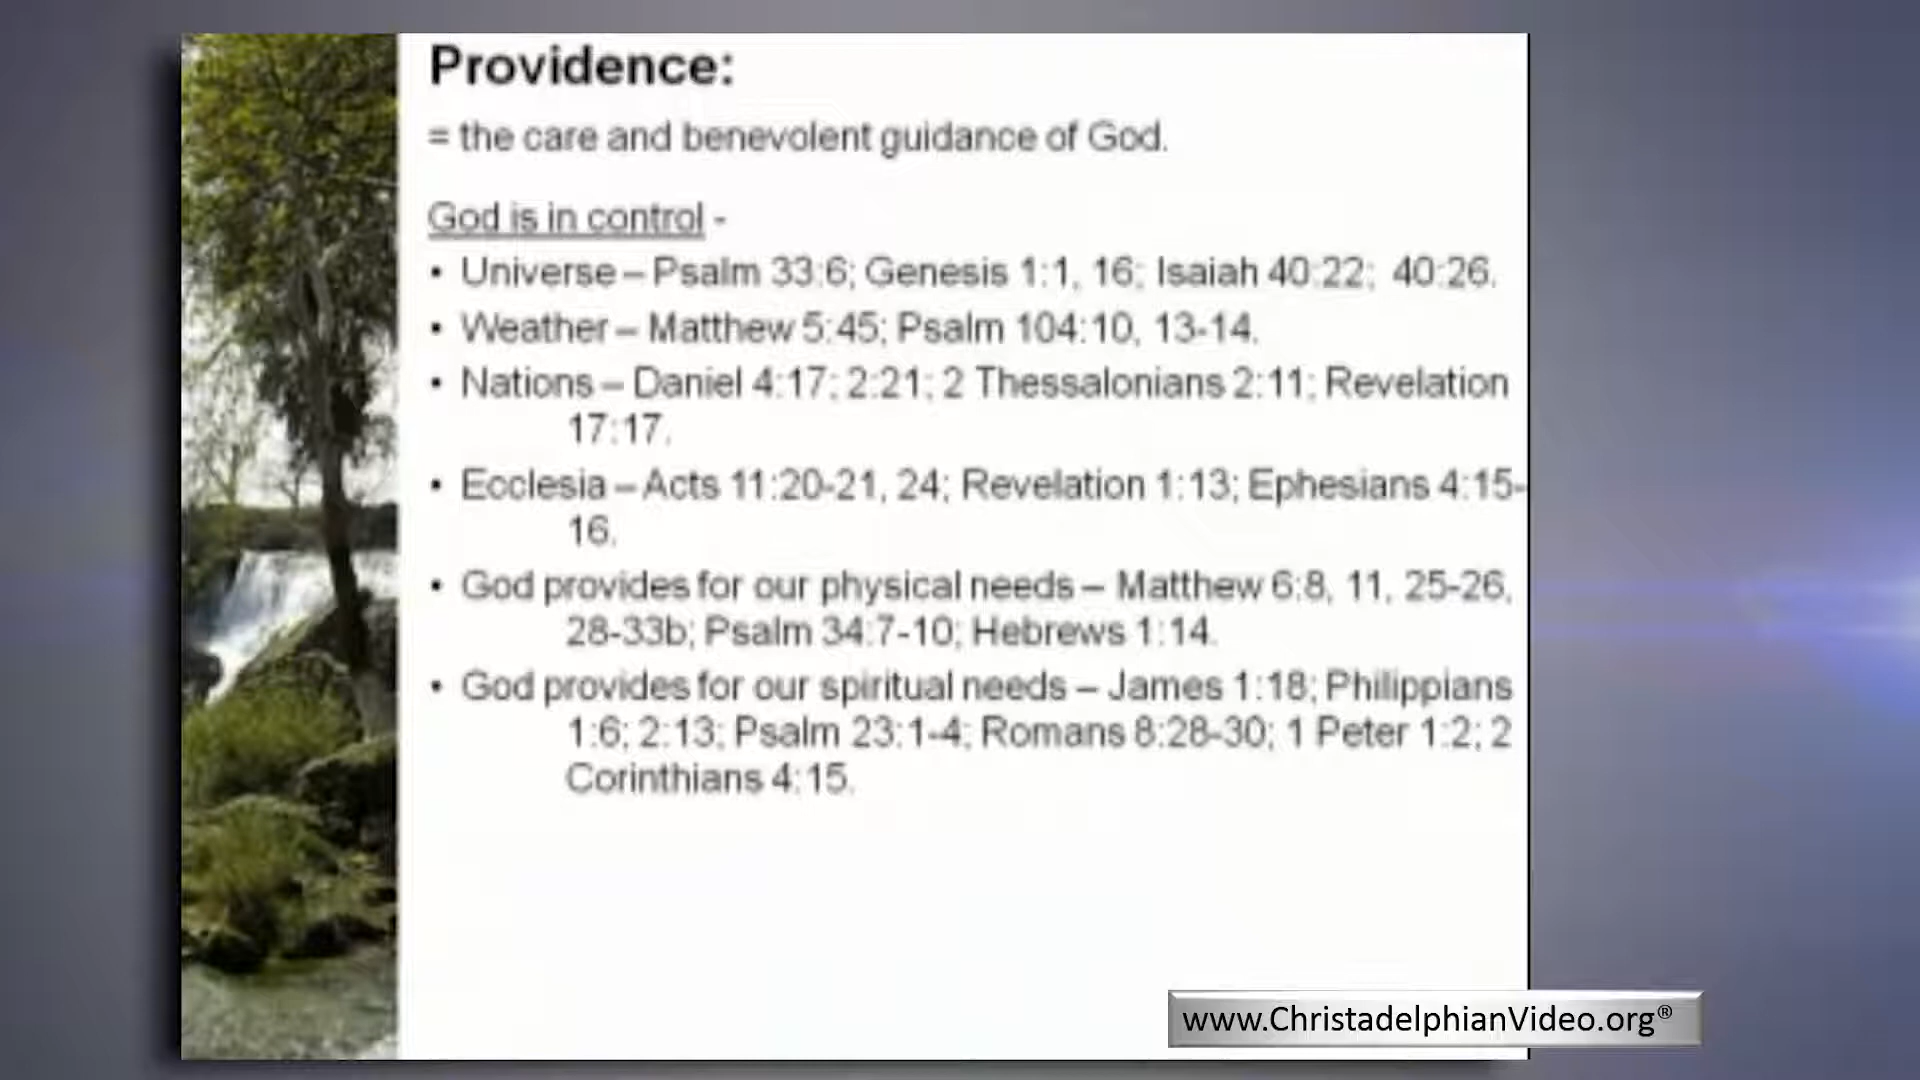 Providence:
= the care and benevolent guidance of God.
God is in control -
• Universe – Psalm 33:6; Genesis 1:1, 16; Isaiah 40:22; 40:26.
• Weather – Matthew 5:45; Psalm 104:10, 13-14.
• Nations – Daniel 4:17; 2:21; 2 Thessalonians 2:11; Revelation
17:17.
• Ecclesia – Acts 11:20-21, 24; Revelation 1:13; Ephesians 4:15-
16.
• God provides for our physical needs – Matthew 6:8, 11, 25-26,
28-33b; Psalm 34:7-10; Hebrews 1:14.
• God provides for our spiritual needs – James 1:18; Philippians
1:6; 2:13; Psalm 23:1-4; Romans 8:28-30; 1 Peter 1:2; 2
Corinthians 4:15.
www.ChristadelphianVideo.org®